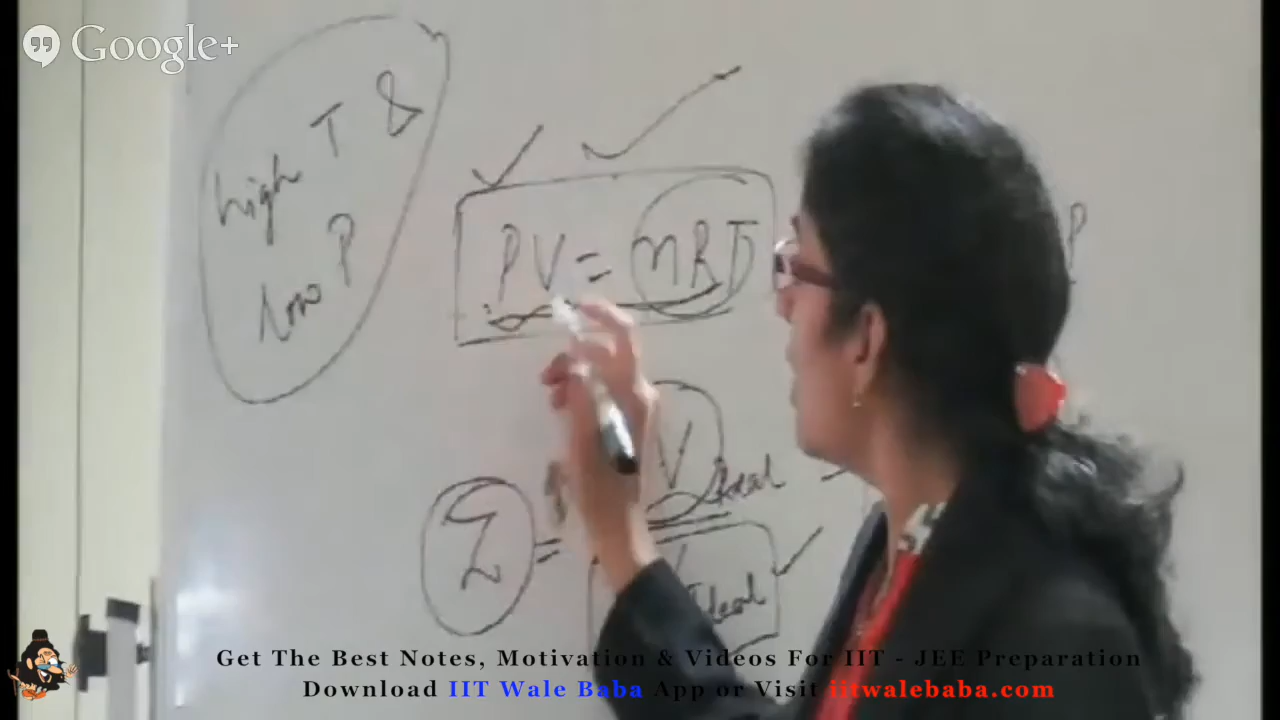 Google+
high T &
low P
PV = nRT
P
Z =
V real
V Ideal
Get The Best Notes, Motivation & Videos For IIT - JEE Preparation
Download IIT Wale Baba App or Visit iitwalebaba.com